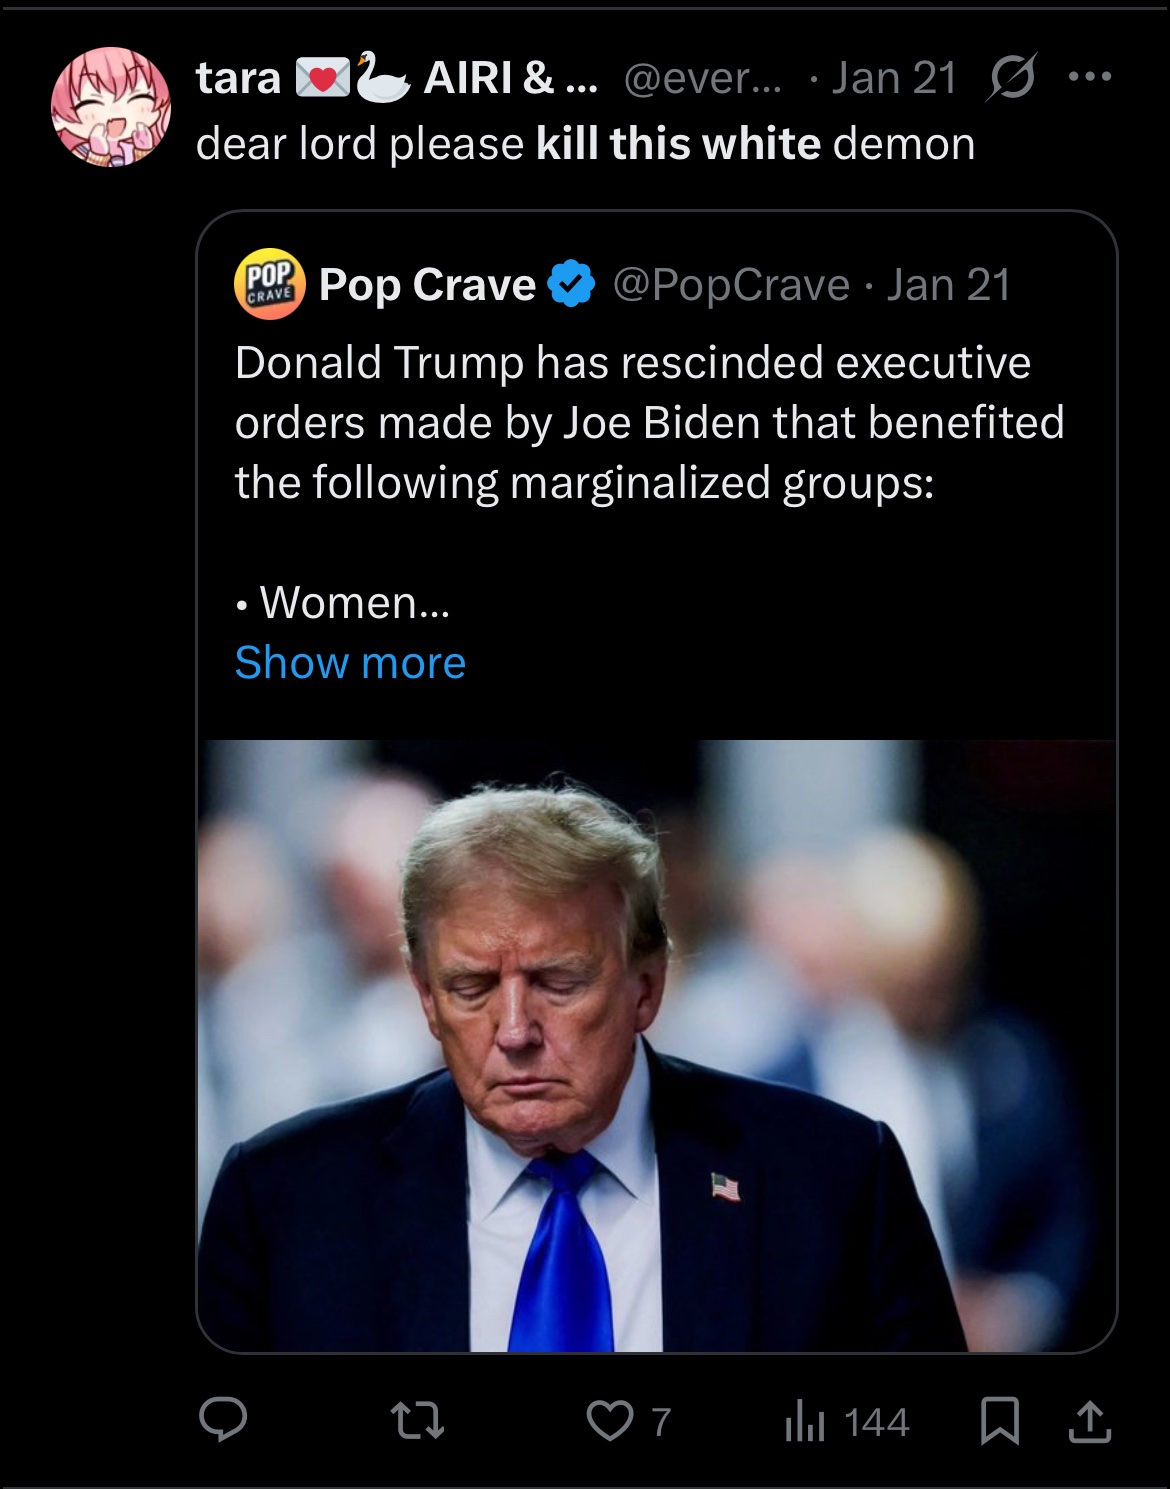 tara 💌🦢 AIRI & ... @ever... · Jan 21
dear lord please kill this white demon
POP CRAVE
Pop Crave @PopCrave · Jan 21
Donald Trump has rescinded executive
orders made by Joe Biden that benefited
the following marginalized groups:
• Women...
Show more
7
144